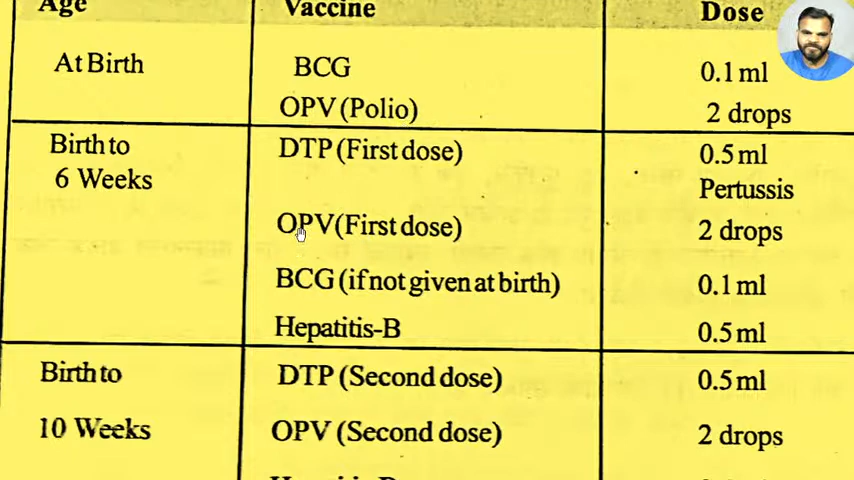 Age Vaccine Dose
At Birth BCG 0.1 ml
OPV (Polio) 2 drops
Birth to DTP (First dose) 0.5 ml
6 Weeks Pertussis
OPV (First dose) 2 drops
BCG (if not given at birth) 0.1 ml
Hepatitis-B 0.5 ml
Birth to DTP (Second dose) 0.5 ml
10 Weeks OPV (Second dose) 2 drops